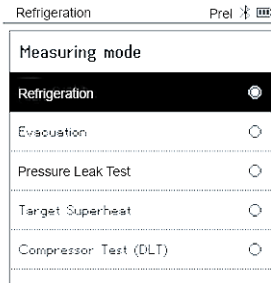 Refrigeration Prel
Measuring mode
Refrigeration
Evacuation
Pressure Leak Test
Target Superheat
Compressor Test (DLT)